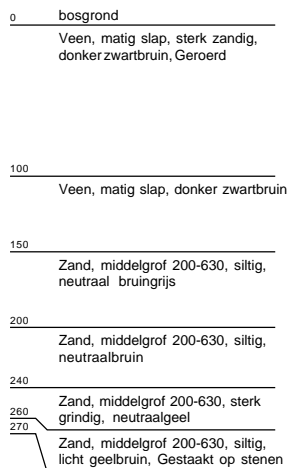 0 bosgrond
Veen, matig slap, sterk zandig,
donker zwartbruin, Geroerd
100
Veen, matig slap, donker zwartbruin
150
Zand, middelgrof 200-630, siltig,
neutraal bruingrijs
200
Zand, middelgrof 200-630, siltig,
neutraalbruin
240
Zand, middelgrof 200-630, sterk
grindig, neutraalgeel
260
270
Zand, middelgrof 200-630, siltig,
licht geelbruin, Gestaakt op stenen